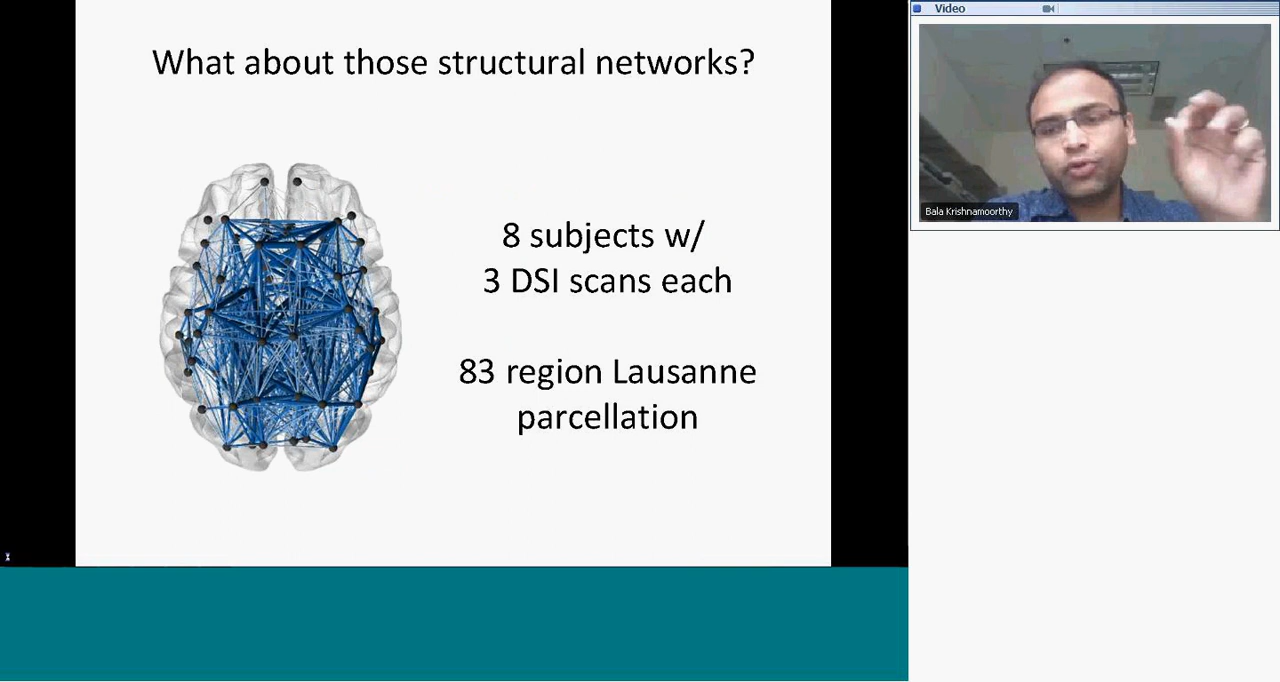 What about those structural networks?
8 subjects w/
3 DSI scans each
83 region Lausanne
parcellation
Video
Bala Krishnamoorthy